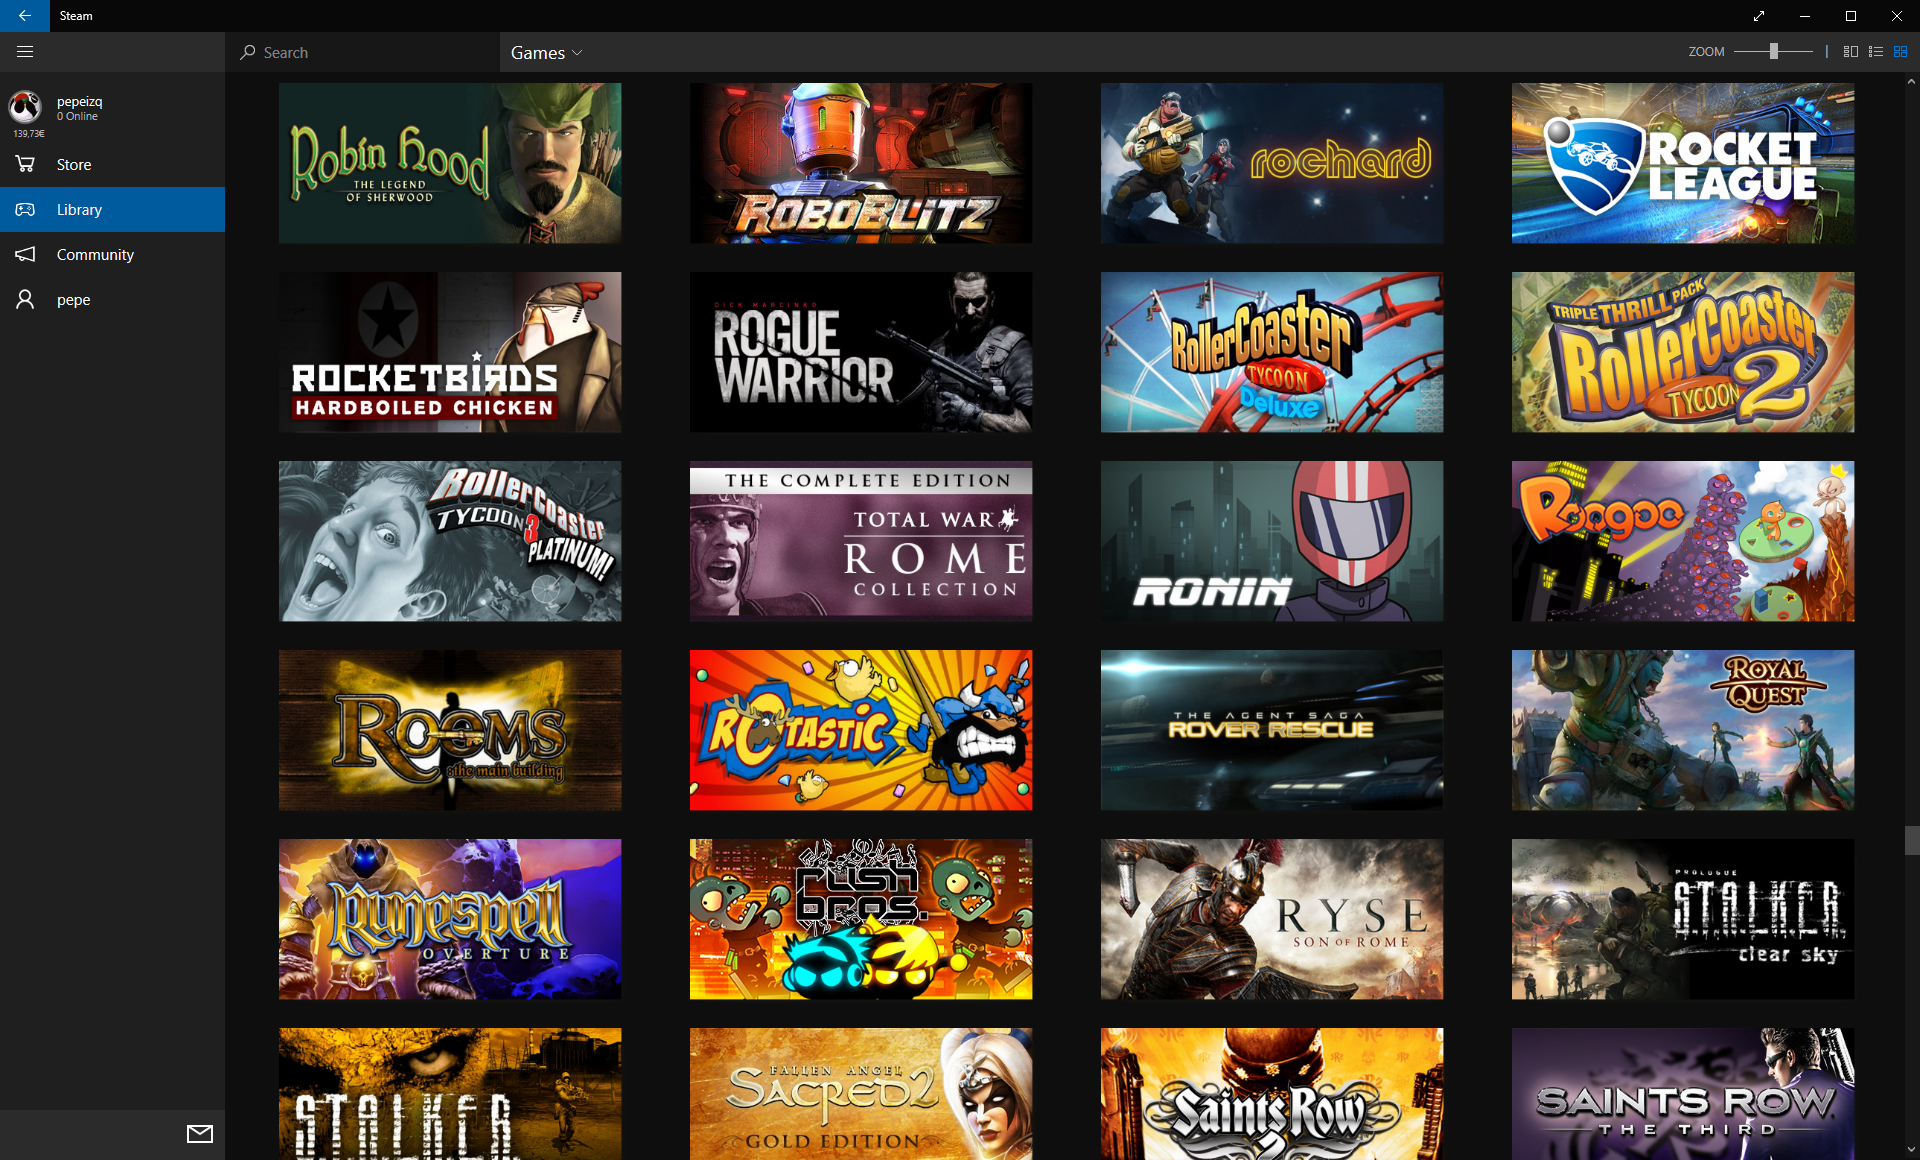 Steam
Search
Games
ZOOM
pepeizq
0 Online
139,73€
Store
Library
Community
pepe
Robin Hood
THE LEGEND
OF SHERWOOD
ROBOBLITZ
rochard
ROCKET
LEAGUE
ROCKETBIRDS
HARDBOILED CHICKEN
DICK MARCINKO
ROGUE
WARRIOR
RollerCoaster
TYCOON
Deluxe
TRIPLE THRILL PACK
RollerCoaster
TYCOON 2
RollerCoaster
TYCOON 3
PLATINUM!
THE COMPLETE EDITION
TOTAL WAR
ROME
COLLECTION
RONIN
Roogoo
ROOMS
the main building
ROTASTIC
THE AGENT SAGA
ROVER RESCUE
ROYAL
QUEST
Runespell
OVERTURE
rush
bros.
RYSE
SON OF ROME
PROLOGUE
S.T.A.L.K.E.R.
clear sky
S.T.A.L.K.E.R.
FALLEN ANGEL
SACRED 2
GOLD EDITION
Saints Row
2
SAINTS ROW
THE THIRD